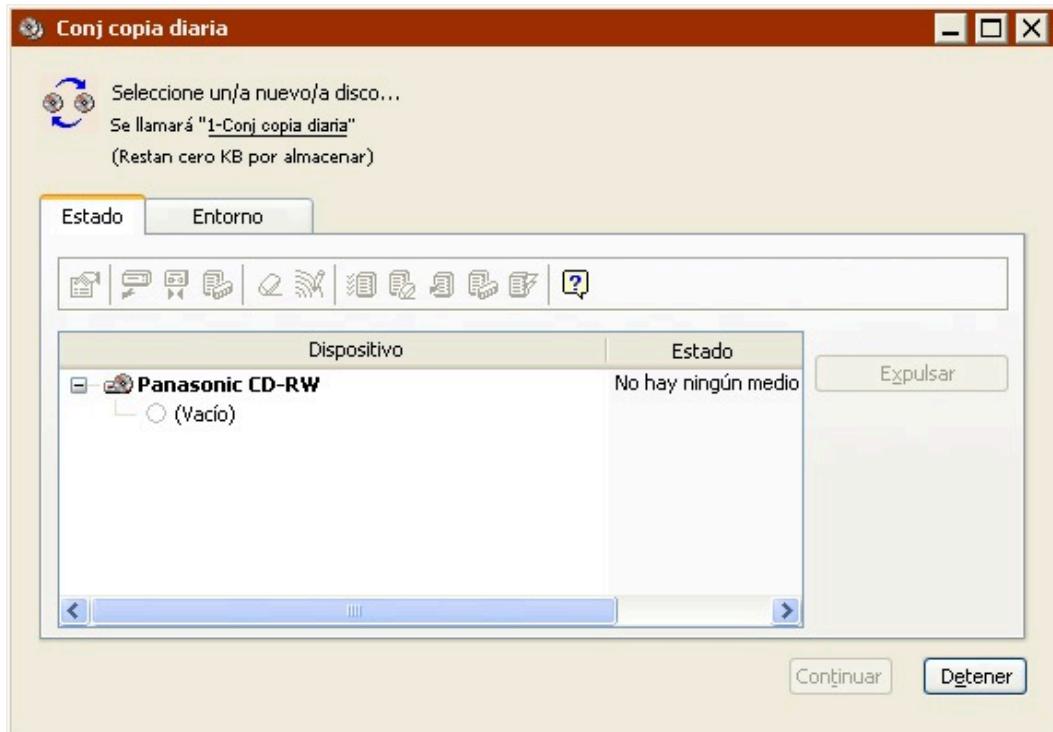 Conj copia diaria
Seleccione un/a nuevo/a disco...
Se llamará "1-Conj copia diaria"
(Restan cero KB por almacenar)
Estado Entorno
Dispositivo Estado
Panasonic CD-RW No hay ningún medio
Expulsar
(Vacío)
Continuar Detener